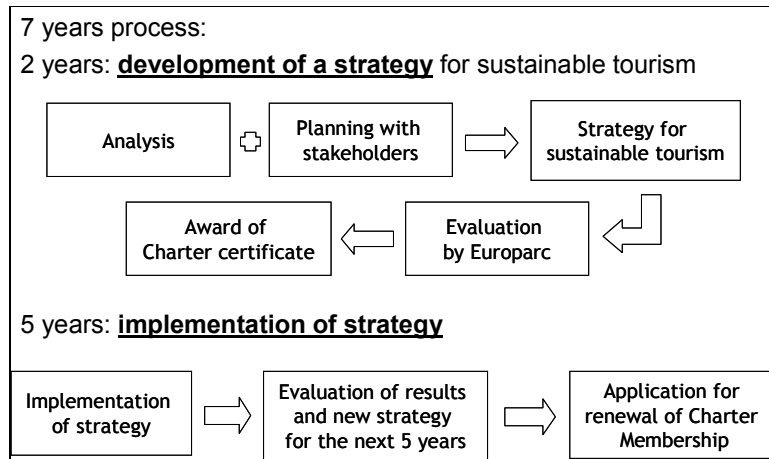 7 years process:
2 years: development of a strategy for sustainable tourism
Analysis
Planning with
stakeholders
Strategy for
sustainable tourism
Award of
Charter certificate
Evaluation
by Europarc
5 years: implementation of strategy
Implementation
of strategy
Evaluation of results
and new strategy
for the next 5 years
Application for
renewal of Charter
Membership